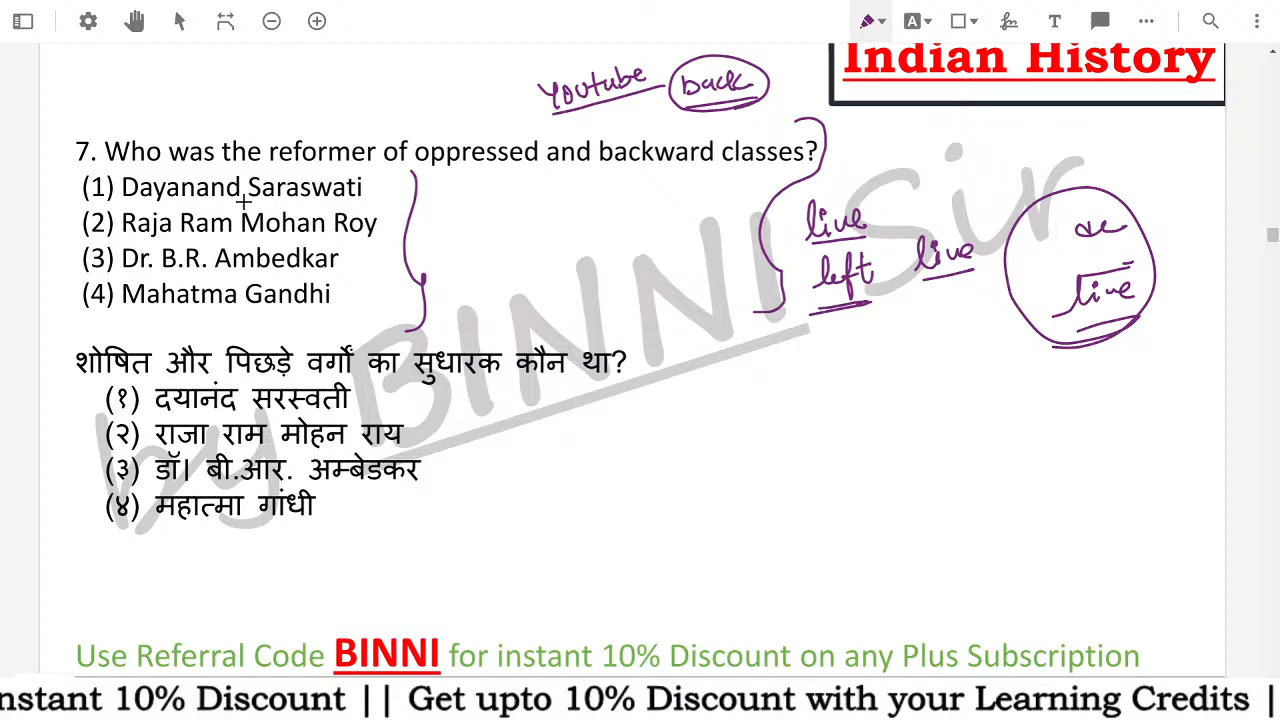 Indian History
Youtube back
7. Who was the reformer of oppressed and backward classes?
(1) Dayanand Saraswati
(2) Raja Ram Mohan Roy
(3) Dr. B.R. Ambedkar
(4) Mahatma Gandhi
live
left live
live
शोषित और पिछड़े वर्गों का सुधारक कौन था?
(१) दयानंद सरस्वती
(२) राजा राम मोहन राय
(३) डॉ। बी.आर. अम्बेडकर
(४) महात्मा गांधी
by BINNI Sir
Use Referral Code BINNI for instant 10% Discount on any Plus Subscription
nstant 10% Discount || Get upto 10% Discount with your Learning Credits |